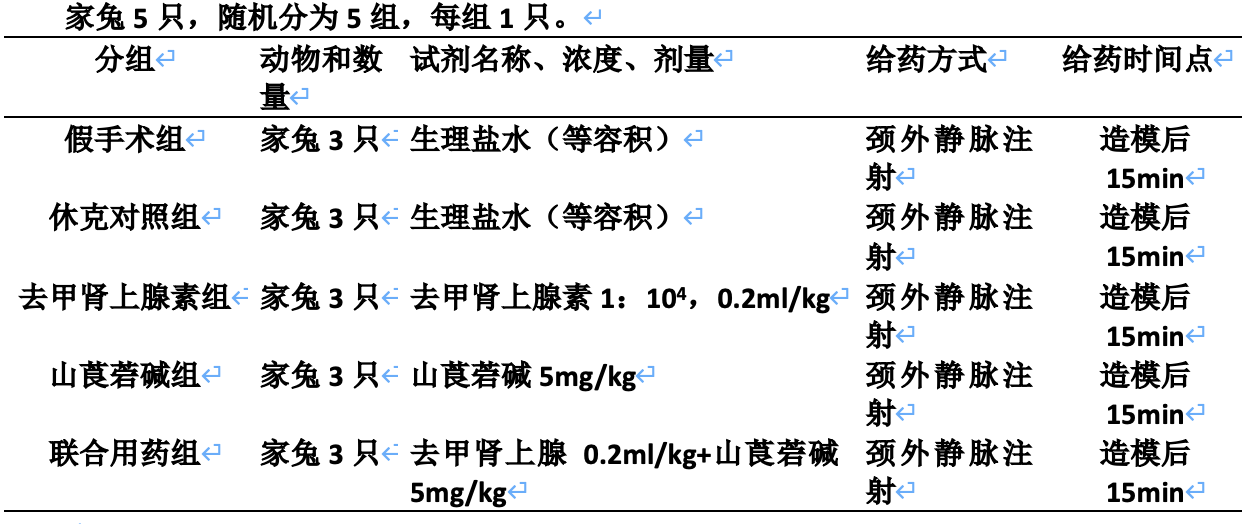 家兔 5 只，随机分为 5 组，每组 1 只。
分组 动物和数量 试剂名称、浓度、剂量 给药方式 给药时间点
假手术组 家兔 3 只 生理盐水（等容积） 颈外静脉注射 造模后 15min
休克对照组 家兔 3 只 生理盐水（等容积） 颈外静脉注射 造模后 15min
去甲肾上腺素组 家兔 3 只 去甲肾上腺素 1：10⁴，0.2ml/kg 颈外静脉注射 造模后 15min
山莨菪碱组 家兔 3 只 山莨菪碱 5mg/kg 颈外静脉注射 造模后 15min
联合用药组 家兔 3 只 去甲肾上腺 0.2ml/kg+山莨菪碱 5mg/kg 颈外静脉注射 造模后 15min